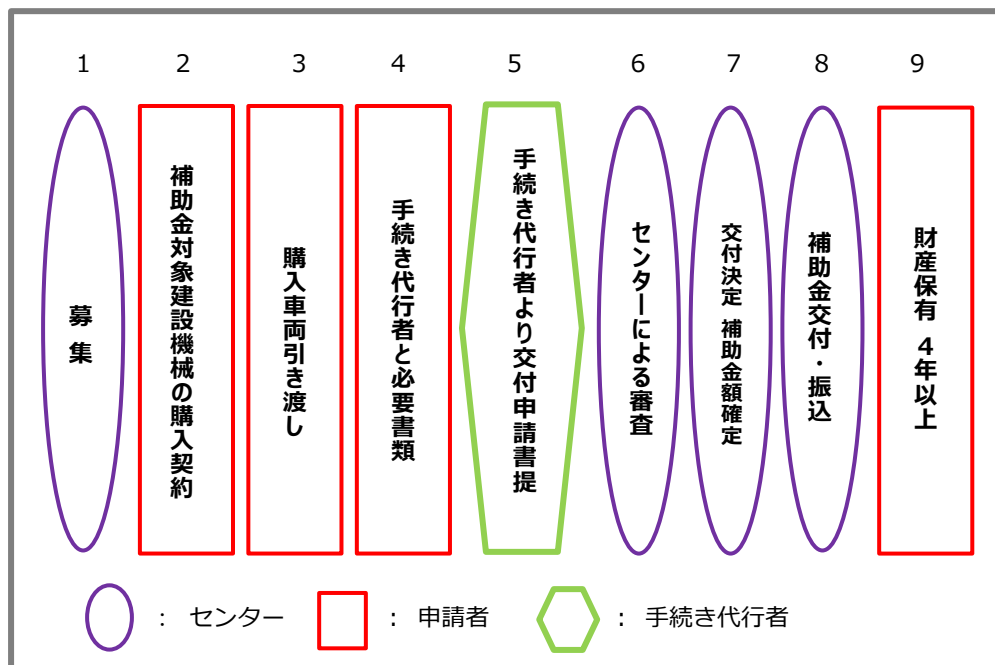 1
2
3
4
5
6
7
8
9
募集
補助金対象建設機械の購入契約
購入車両引き渡し
手続き代行者と必要書類
手続き代行者より交付申請書提
センターによる審査
交付決定 補助金額確定
補助金交付・振込
財産保有 4年以上
： センター
： 申請者
： 手続き代行者